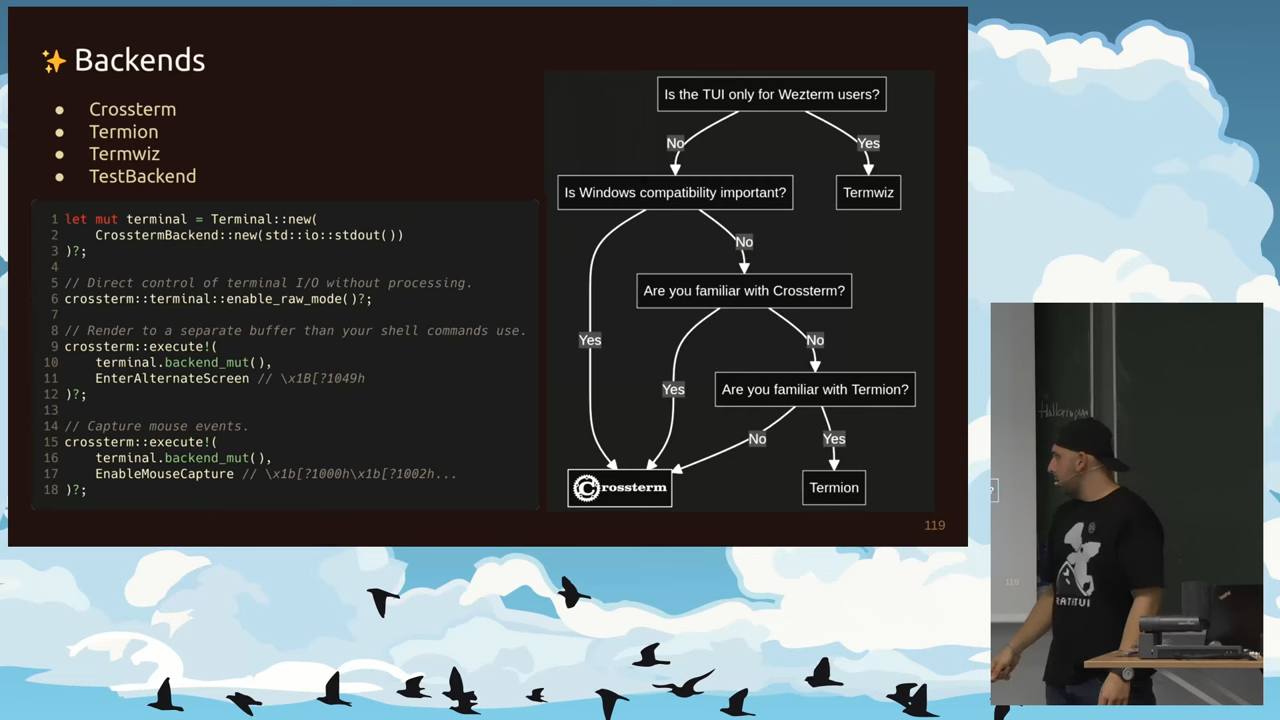 ✨ Backends
● Crossterm
● Termion
● Termwiz
● TestBackend
1 let mut terminal = Terminal::new(
2     CrosstermBackend::new(std::io::stdout())
3 )?;
4
5 // Direct control of terminal I/O without processing.
6 crossterm::terminal::enable_raw_mode()?;
7
8 // Render to a separate buffer than your shell commands use.
9 crossterm::execute!(
10     terminal.backend_mut(),
11     EnterAlternateScreen // \x1B[?1049h
12 )?;
13
14 // Capture mouse events.
15 crossterm::execute!(
16     terminal.backend_mut(),
17     EnableMouseCapture // \x1b[?1000h\x1b[?1002h...
18 )?;
Is the TUI only for Wezterm users?
No
Yes
Is Windows compatibility important?
Termwiz
No
Are you familiar with Crossterm?
Yes
No
Yes
Are you familiar with Termion?
No
Yes
Crossterm
Termion
119
?
119
RATATUI